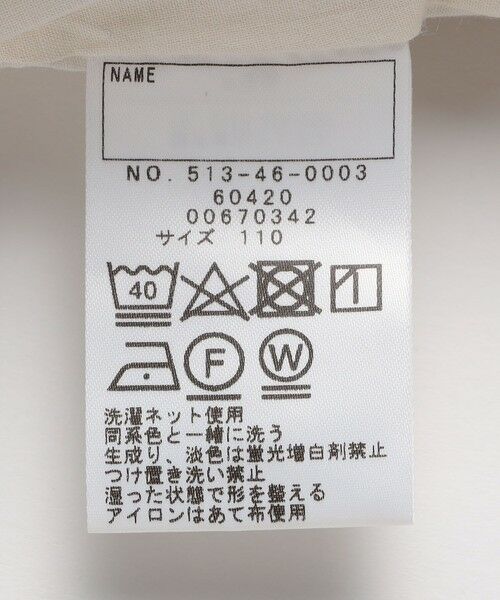 NAME
NO. 513-46-0003
60420
00670342
サイズ 110
40
F W
洗濯ネット使用
同系色と一緒に洗う
生成り、淡色は蛍光増白剤禁止
つけ置き洗い禁止
湿った状態で形を整える
アイロンはあて布使用